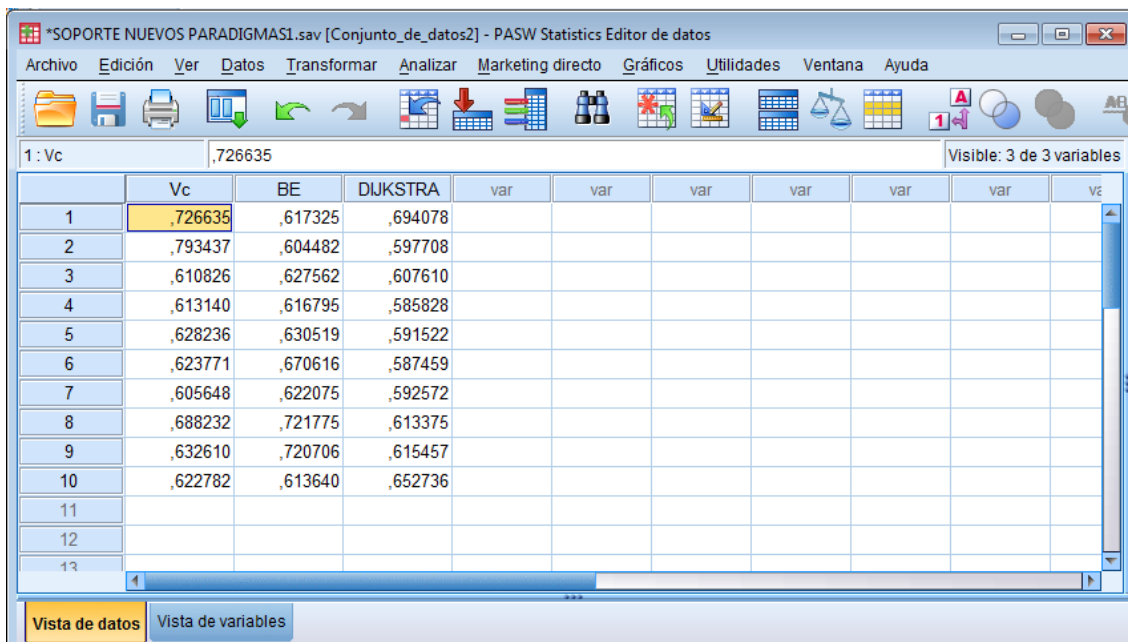 *SOPORTE NUEVOS PARADIGMAS1.sav [Conjunto_de_datos2] - PASW Statistics Editor de datos
Archivo Edición Ver Datos Transformar Analizar Marketing directo Gráficos Utilidades Ventana Ayuda
1 : Vc ,726635 Visible: 3 de 3 variables
Vc BE DIJKSTRA var var var var var var va
1 ,726635 ,617325 ,694078
2 ,793437 ,604482 ,597708
3 ,610826 ,627562 ,607610
4 ,613140 ,616795 ,585828
5 ,628236 ,630519 ,591522
6 ,623771 ,670616 ,587459
7 ,605648 ,622075 ,592572
8 ,688232 ,721775 ,613375
9 ,632610 ,720706 ,615457
10 ,622782 ,613640 ,652736
11
12
13
Vista de datos Vista de variables